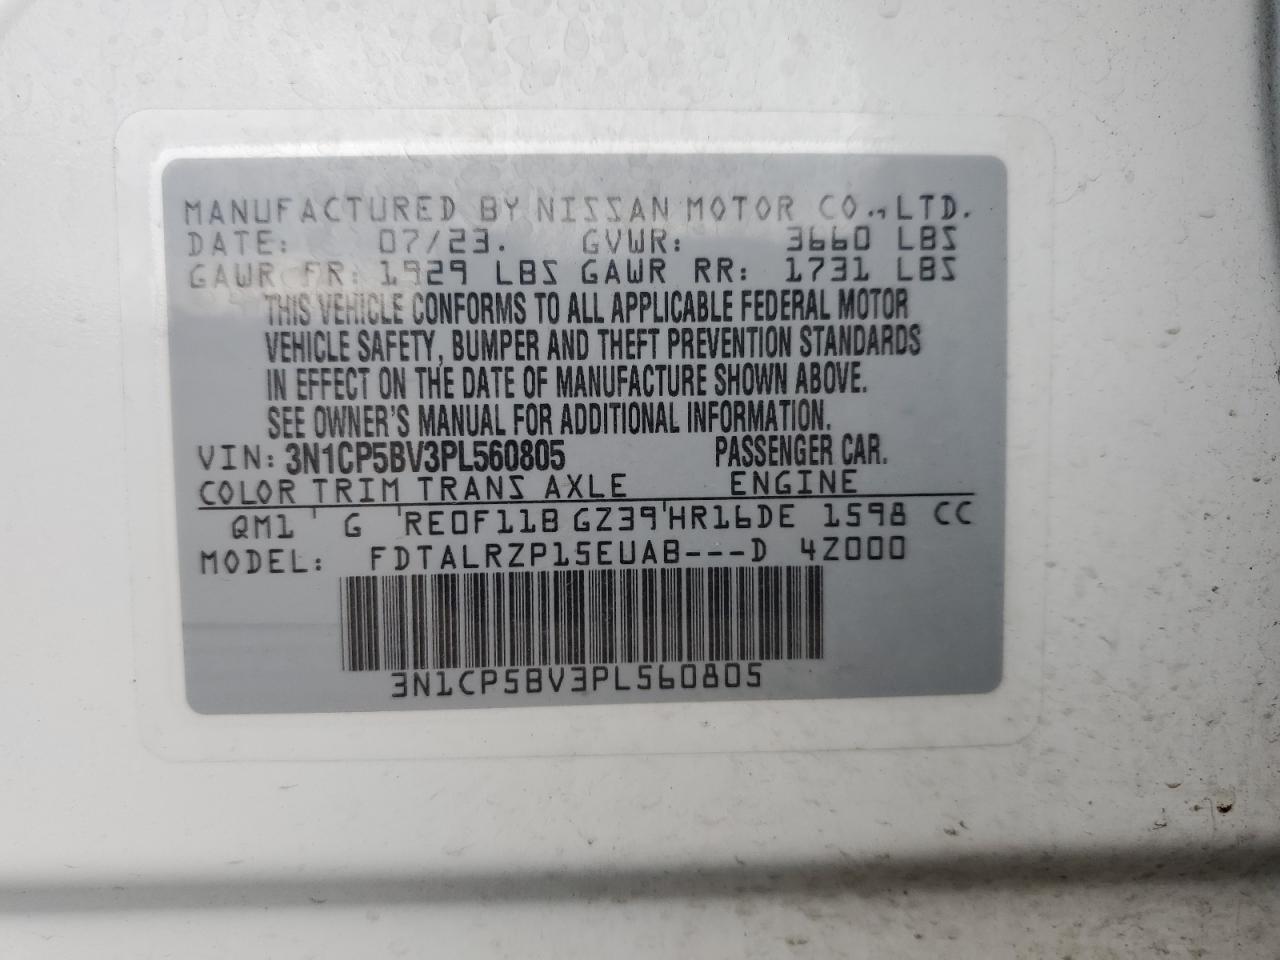 MANUFACTURED BY NISSAN MOTOR CO.,LTD.
DATE: 07/23. GVWR: 3660 LBS
GAWR FR: 1929 LBS GAWR RR: 1731 LBS
THIS VEHICLE CONFORMS TO ALL APPLICABLE FEDERAL MOTOR
VEHICLE SAFETY, BUMPER AND THEFT PREVENTION STANDARDS
IN EFFECT ON THE DATE OF MANUFACTURE SHOWN ABOVE.
SEE OWNER'S MANUAL FOR ADDITIONAL INFORMATION.
VIN: 3N1CP5BV3PL560805 PASSENGER CAR.
COLOR TRIM TRANS AXLE ENGINE
QM1 ' G 'RE0F11B GZ39'HR16DE 1598 CC
MODEL: FDTALRZP15EUAB---D 4Z000
3N1CP5BV3PL560805